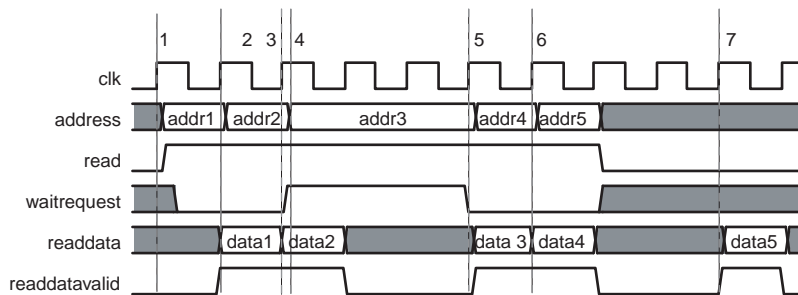 1 2 3 4 5 6 7
clk
address addr1 addr2 addr3 addr4 addr5
read
waitrequest
readdata data1 data2 data 3 data4 data5
readdatavalid